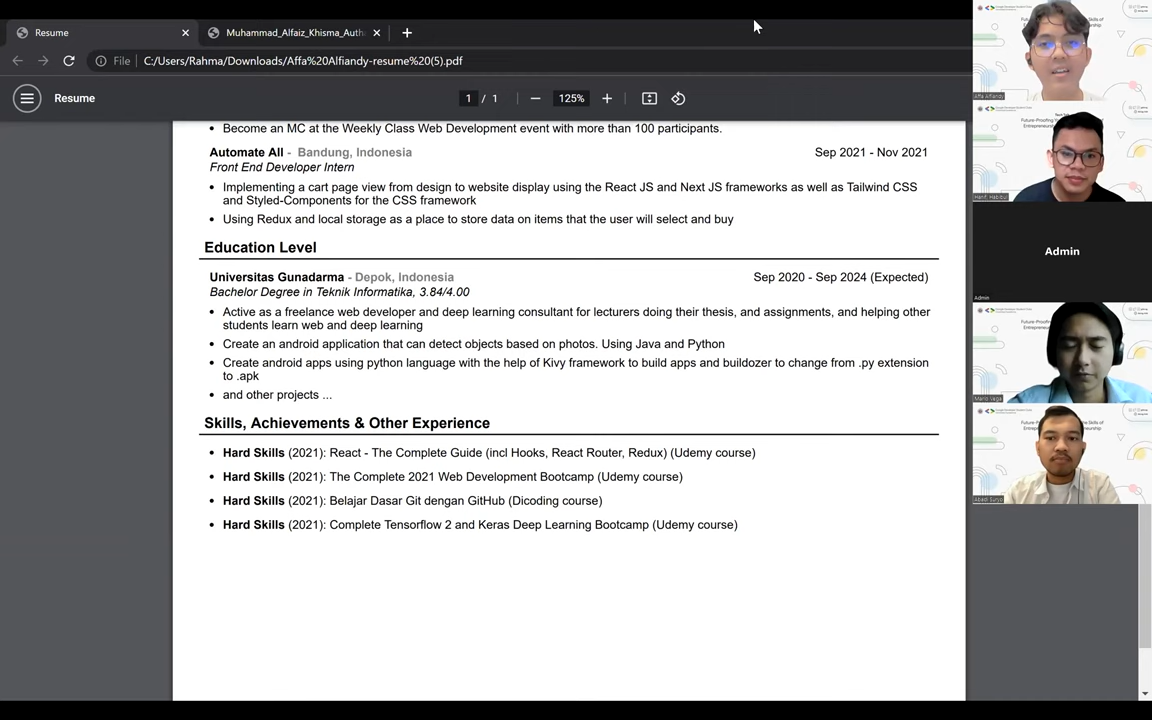 Resume
Muhammad_Alfaiz_Khisma_Auth
File
C:/Users/Rahma/Downloads/Affa%20Alfiandy-resume%20(5).pdf
Resume
1 / 1
125%
Become an MC at the Weekly Class Web Development event with more than 100 participants.
Automate All - Bandung, Indonesia
Sep 2021 - Nov 2021
Front End Developer Intern
Implementing a cart page view from design to website display using the React JS and Next JS frameworks as well as Tailwind CSS
and Styled-Components for the CSS framework
Using Redux and local storage as a place to store data on items that the user will select and buy
Education Level
Universitas Gunadarma - Depok, Indonesia
Sep 2020 - Sep 2024 (Expected)
Bachelor Degree in Teknik Informatika, 3.84/4.00
Active as a freelance web developer and deep learning consultant for lecturers doing their thesis, and assignments, and helping other
students learn web and deep learning
Create an android application that can detect objects based on photos. Using Java and Python
Create android apps using python language with the help of Kivy framework to build apps and buildozer to change from .py extension
to .apk
and other projects ...
Skills, Achievements & Other Experience
Hard Skills (2021): React - The Complete Guide (incl Hooks, React Router, Redux) (Udemy course)
Hard Skills (2021): The Complete 2021 Web Development Bootcamp (Udemy course)
Hard Skills (2021): Belajar Dasar Git dengan GitHub (Dicoding course)
Hard Skills (2021): Complete Tensorflow 2 and Keras Deep Learning Bootcamp (Udemy course)
Affa Alfiandy
Admin
Admin
Mario Vega